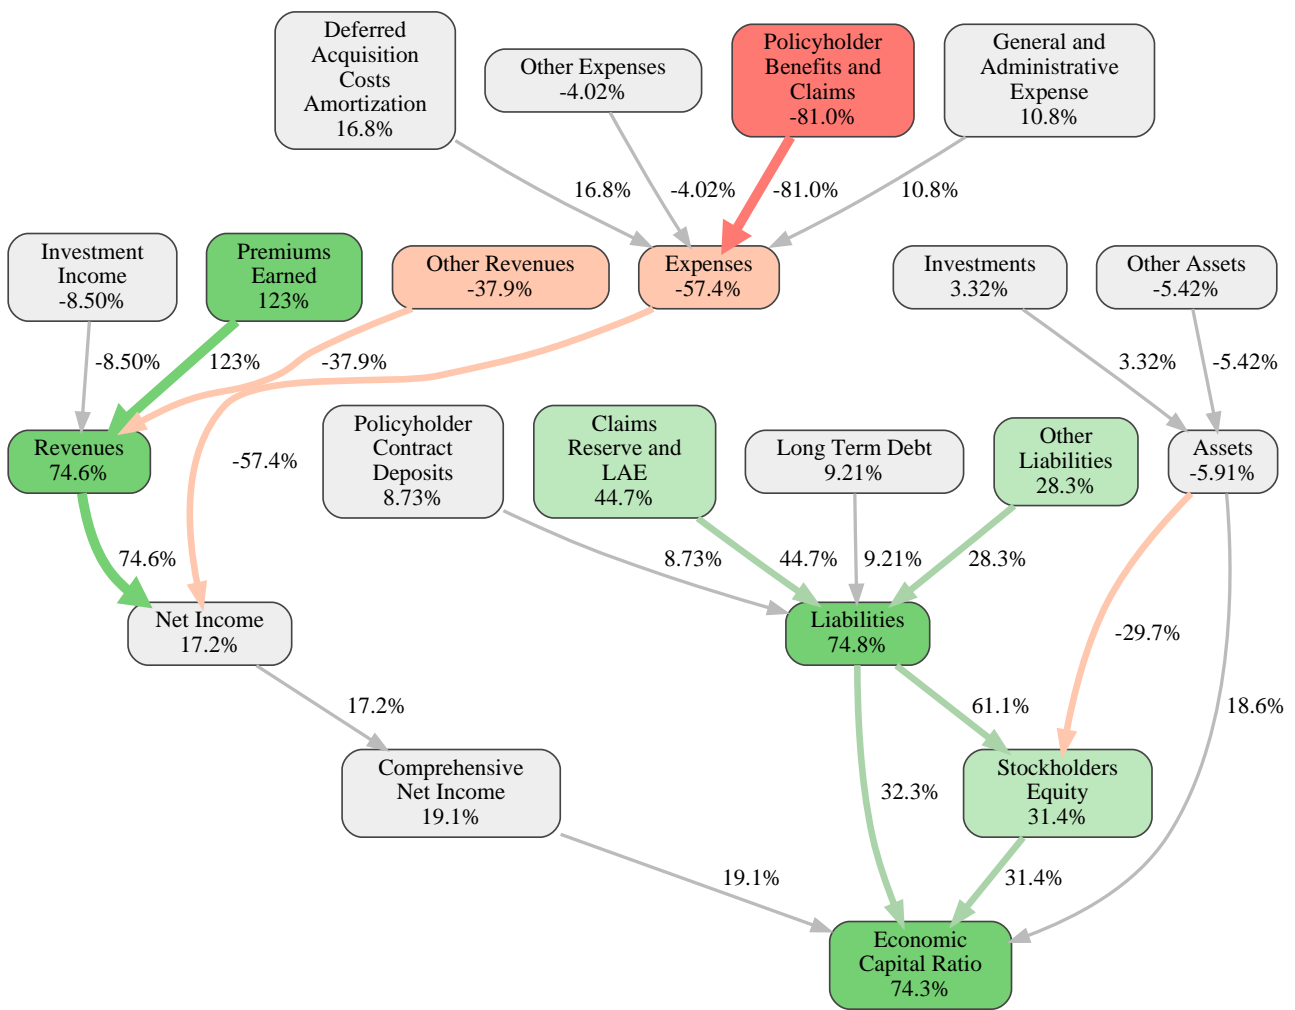 Deferred
Acquisition
Costs
Amortization
16.8%
Other Expenses
-4.02%
Policyholder
Benefits and
Claims
-81.0%
General and
Administrative
Expense
10.8%
16.8%
-4.02%
-81.0%
10.8%
Investment
Income
-8.50%
Premiums
Earned
123%
Other Revenues
-37.9%
Expenses
-57.4%
Investments
3.32%
Other Assets
-5.42%
-8.50%
123%
-37.9%
3.32%
-5.42%
Revenues
74.6%
-57.4%
Policyholder
Contract
Deposits
8.73%
Claims
Reserve and
LAE
44.7%
Long Term Debt
9.21%
Other
Liabilities
28.3%
Assets
-5.91%
74.6%
8.73%
44.7%
9.21%
28.3%
Net Income
17.2%
Liabilities
74.8%
-29.7%
17.2%
61.1%
18.6%
Comprehensive
Net Income
19.1%
32.3%
Stockholders
Equity
31.4%
19.1%
31.4%
Economic
Capital Ratio
74.3%